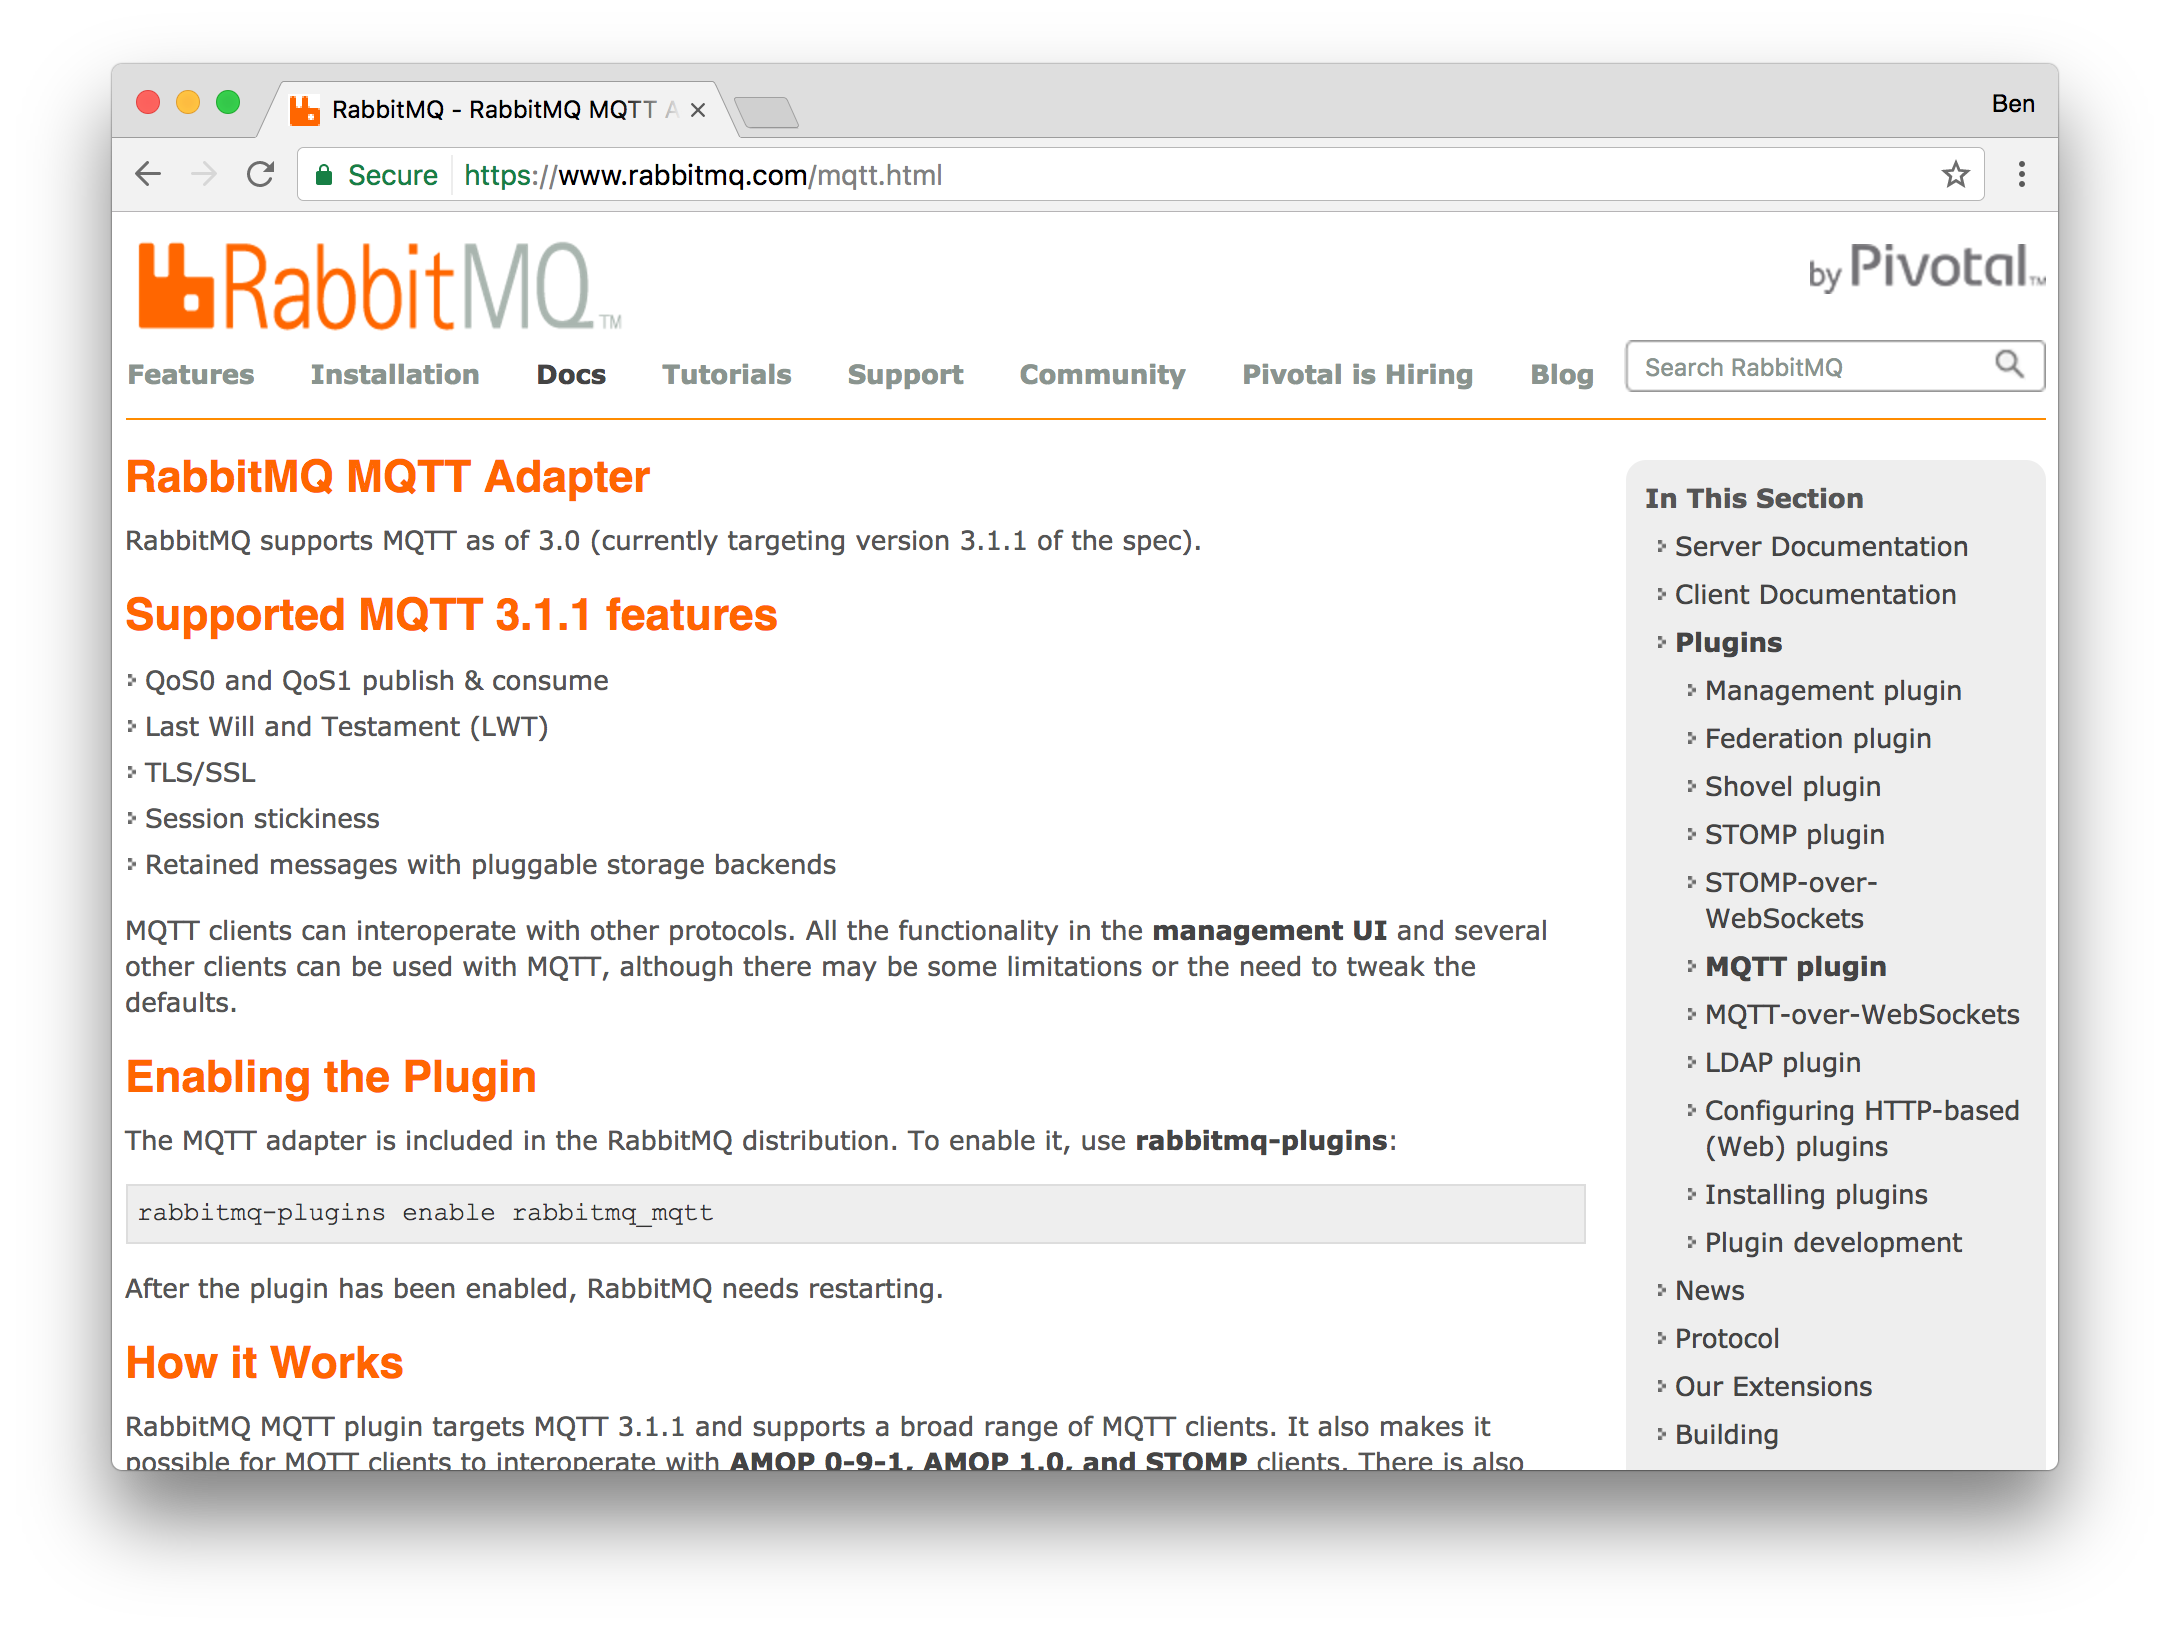 RabbitMQ - RabbitMQ MQTT A
Ben
Secure https://www.rabbitmq.com/mqtt.html
RabbitMQ™
by Pivotal™
Features Installation Docs Tutorials Support Community Pivotal is Hiring Blog
Search RabbitMQ
RabbitMQ MQTT Adapter
RabbitMQ supports MQTT as of 3.0 (currently targeting version 3.1.1 of the spec).
Supported MQTT 3.1.1 features
QoS0 and QoS1 publish & consume
Last Will and Testament (LWT)
TLS/SSL
Session stickiness
Retained messages with pluggable storage backends
MQTT clients can interoperate with other protocols. All the functionality in the management UI and several
other clients can be used with MQTT, although there may be some limitations or the need to tweak the
defaults.
Enabling the Plugin
The MQTT adapter is included in the RabbitMQ distribution. To enable it, use rabbitmq-plugins:
rabbitmq-plugins enable rabbitmq_mqtt
After the plugin has been enabled, RabbitMQ needs restarting.
How it Works
RabbitMQ MQTT plugin targets MQTT 3.1.1 and supports a broad range of MQTT clients. It also makes it
possible for MQTT clients to interoperate with AMQP 0-9-1, AMQP 1.0, and STOMP clients. There is also
In This Section
Server Documentation
Client Documentation
Plugins
Management plugin
Federation plugin
Shovel plugin
STOMP plugin
STOMP-over-
WebSockets
MQTT plugin
MQTT-over-WebSockets
LDAP plugin
Configuring HTTP-based
(Web) plugins
Installing plugins
Plugin development
News
Protocol
Our Extensions
Building